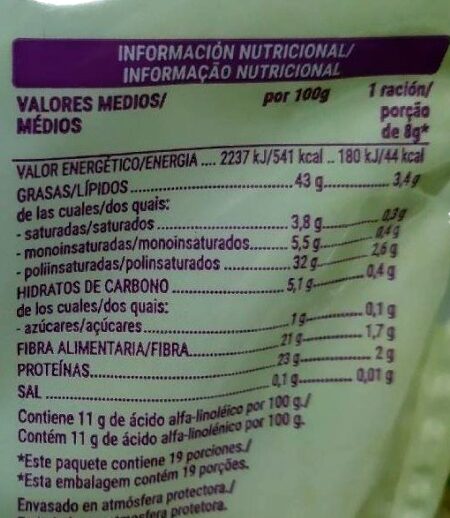 INFORMACIÓN NUTRICIONAL/
INFORMAÇÃO NUTRICIONAL
VALORES MEDIOS/ por 100g 1 ración/
MÉDIOS porção
de 8g*
VALOR ENERGÉTICO/ENERGIA .... 2237 kJ/541 kcal .. 180 kJ/44 kcal
GRASAS/LÍPIDOS ........ 43 g ........ 3,4 g
de las cuales/dos quais:
- saturadas/saturados ........ 3,8 g ........ 0,3g
- monoinsaturadas/monoinsaturados........ 5,5 g ........ 0,4 g
- poliinsaturadas/polinsaturados ........ 32 g ........ 2,6 g
HIDRATOS DE CARBONO ........ 5,1 g ........ 0,4 g
de los cuales/dos quais:
- azúcares/açúcares ........ 1 g ........ 0,1 g
FIBRA ALIMENTARIA/FIBRA........ 21 g ........ 1,7 g
PROTEÍNAS........ 23 g ........ 2 g
SAL ........ 0,1 g ........ 0,01 g
Contiene 11 g de ácido alfa-linoléico por 100 g./
Contém 11 g de ácido alfa-linolénico por 100 g.
*Este paquete contiene 19 porciones./
*Esta embalagem contém 19 porções.
Envasado en atmósfera protectora./
atmosfera protetora.